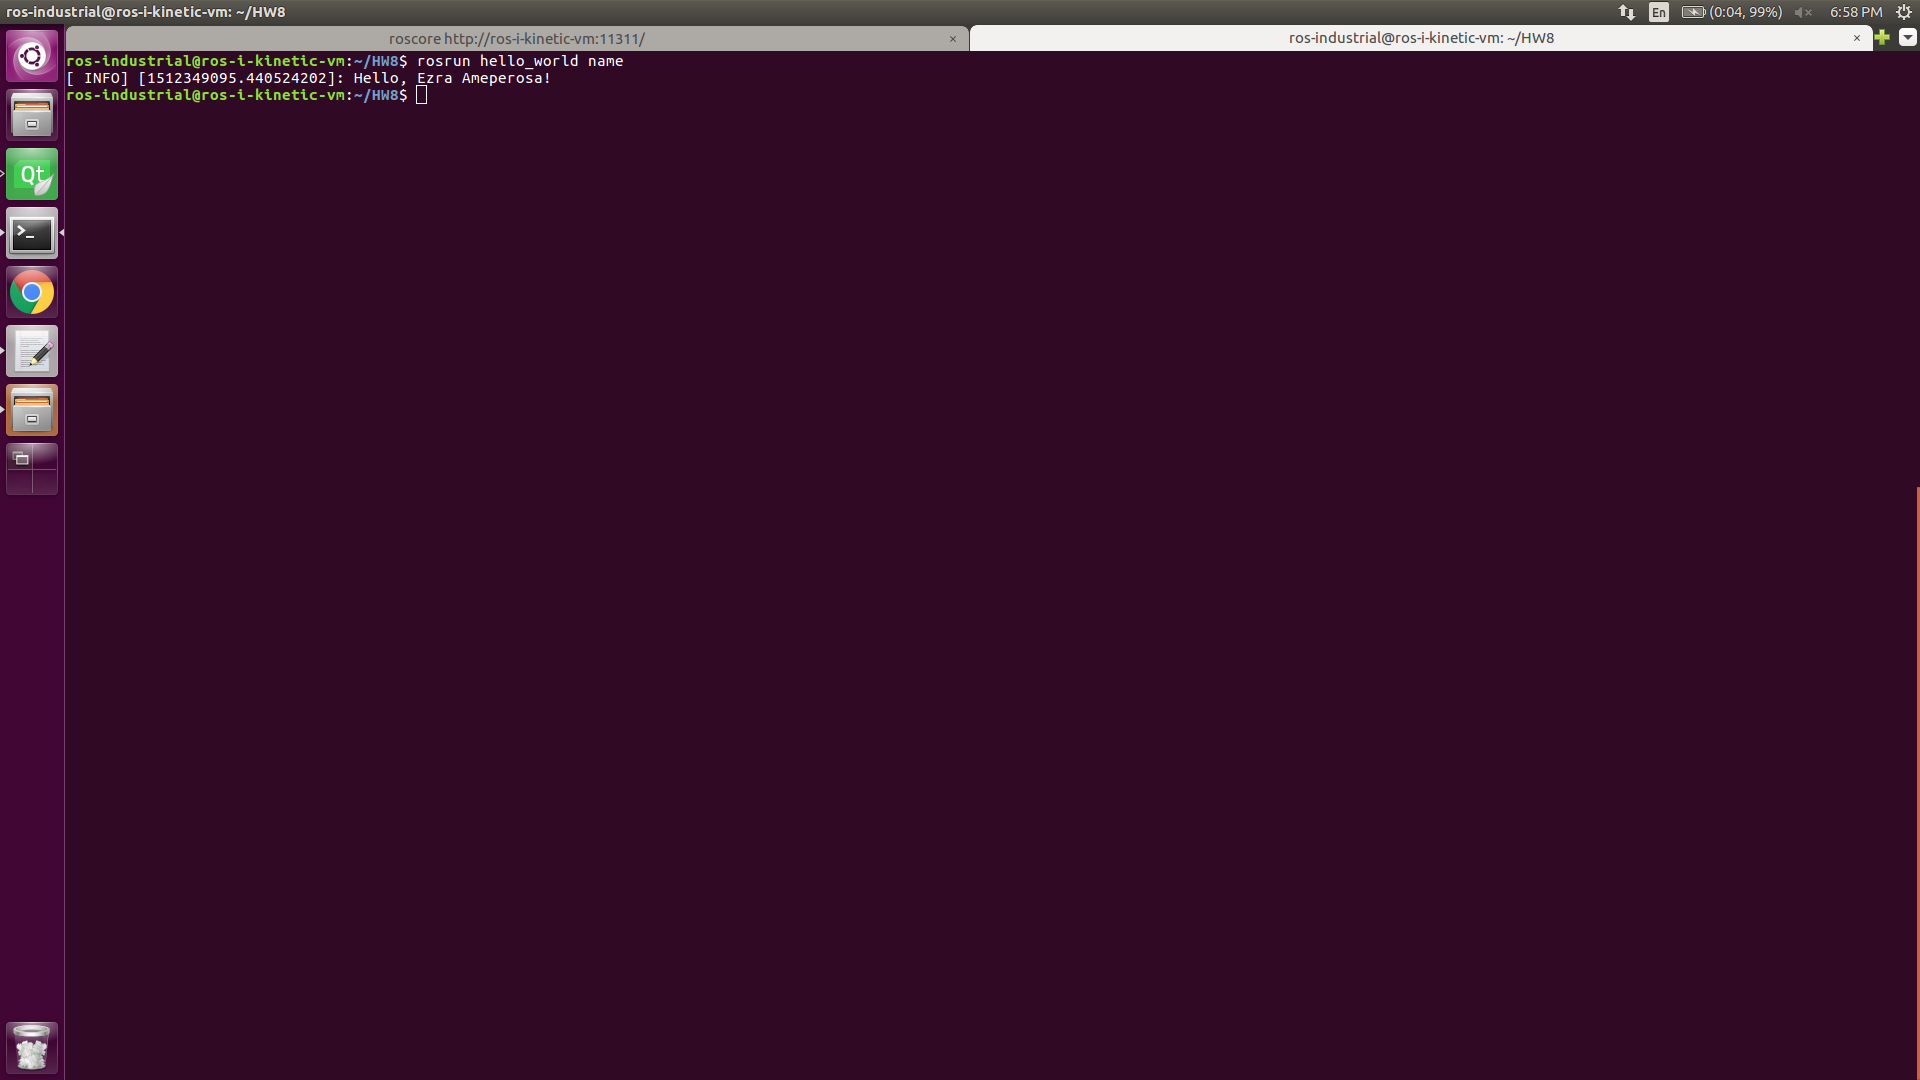 ros-industrial@ros-i-kinetic-vm: ~/HW8
En
(0:04, 99%)
6:58 PM
roscore http://ros-i-kinetic-vm:11311/
ros-industrial@ros-i-kinetic-vm: ~/HW8
ros-industrial@ros-i-kinetic-vm:~/HW8$ rosrun hello_world name
[ INFO] [1512349095.440524202]: Hello, Ezra Ameperosa!
ros-industrial@ros-i-kinetic-vm:~/HW8$
Qt